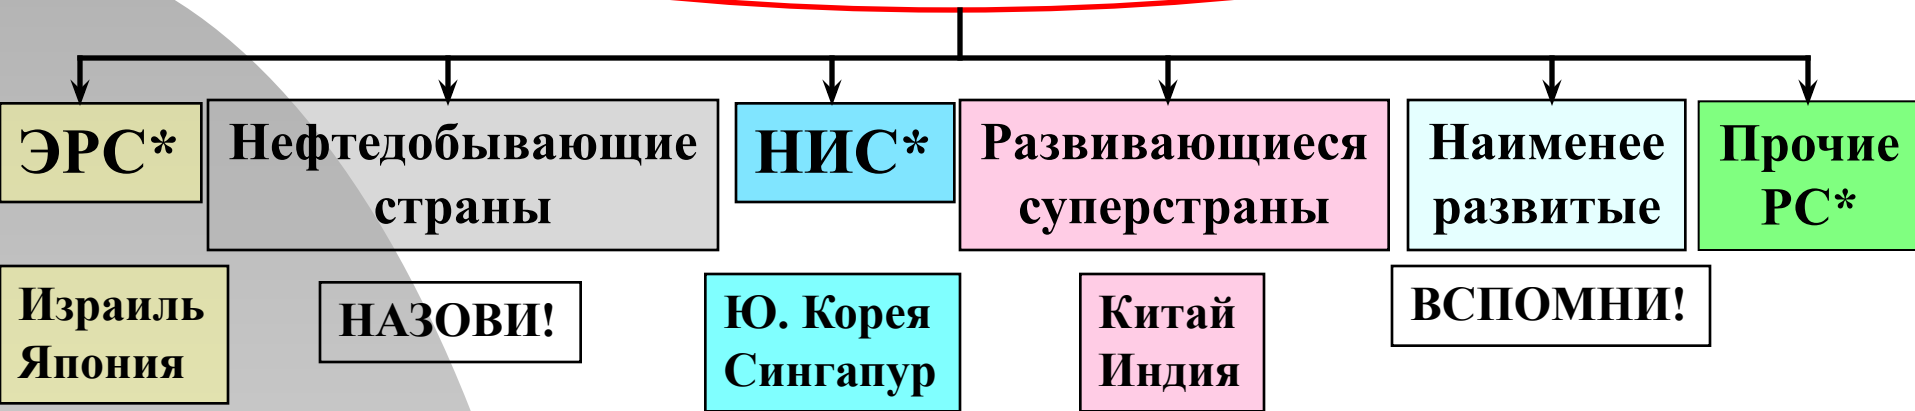 ЭРС*
Нефтедобывающие
страны
НИС*
Развивающиеся
суперстраны
Наименее
развитые
Прочие
РС*
Израиль
Япония
НАЗОВИ!
Ю. Корея
Сингапур
Китай
Индия
ВСПОМНИ!